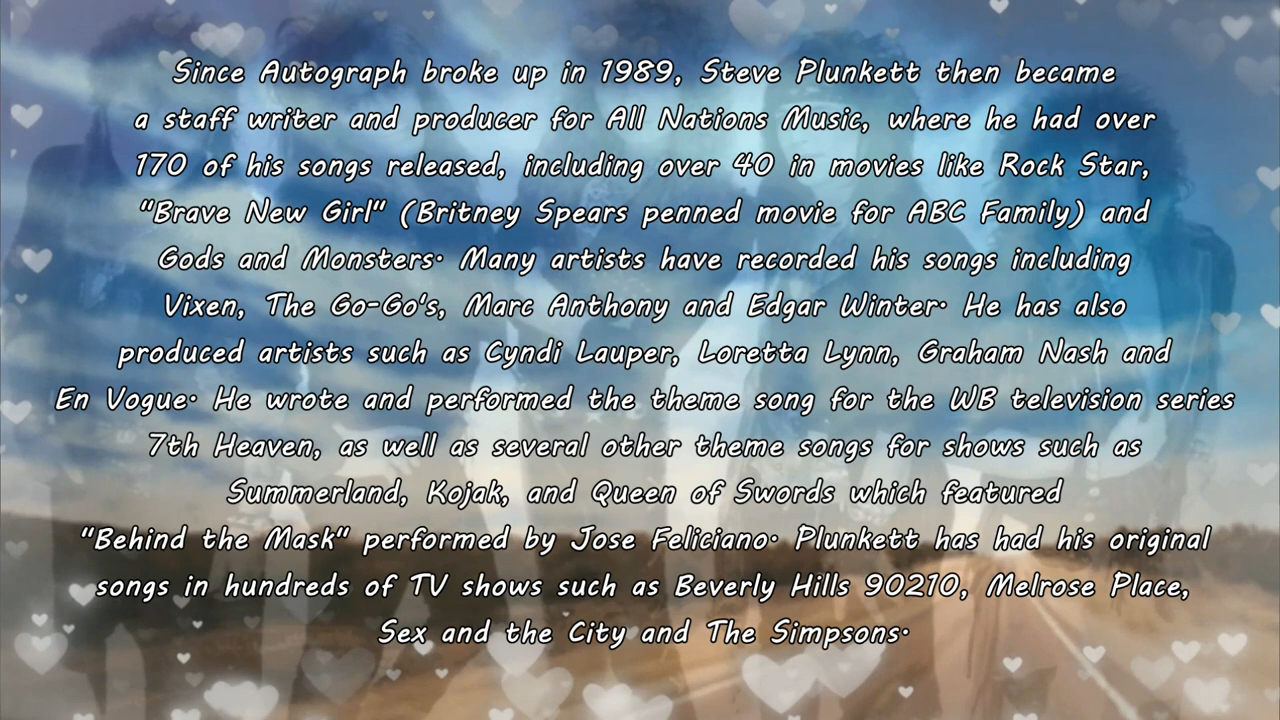 Since Autograph broke up in 1989, Steve Plunkett then became
a staff writer and producer for All Nations Music, where he had over
170 of his songs released, including over 40 in movies like Rock Star,
"Brave New Girl" (Britney Spears penned movie for ABC Family) and
Gods and Monsters. Many artists have recorded his songs including
Vixen, The Go-Go's, Marc Anthony and Edgar Winter. He has also
produced artists such as Cyndi Lauper, Loretta Lynn, Graham Nash and
En Vogue. He wrote and performed the theme song for the WB television series
7th Heaven, as well as several other theme songs for shows such as
Summerland, Kojak, and Queen of Swords which featured
"Behind the Mask" performed by Jose Feliciano. Plunkett has had his original
songs in hundreds of TV shows such as Beverly Hills 90210, Melrose Place,
Sex and the City and The Simpsons.